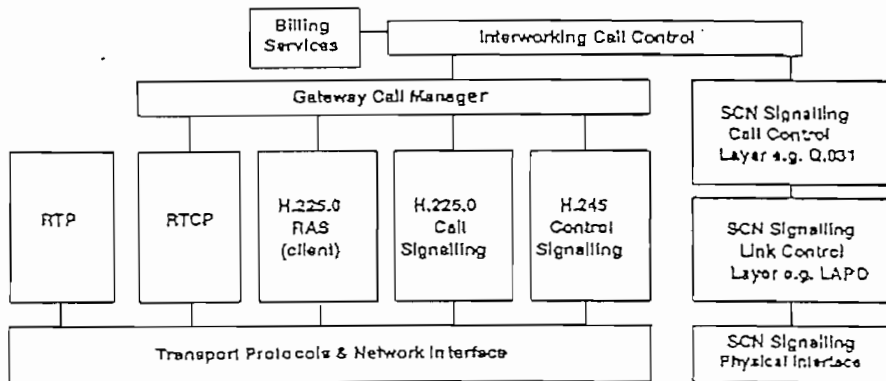 Billing
Services
Interworking Call Control
Gateway Call Manager
SCN Signalling
Call Control
Layer e.g. Q.931
RTP
RTCP
H.225.0
RAS
(client)
H.225.0
Call
Signalling
H.245
Control
Signalling
SCN Signalling
Link Control
Layer e.g. LAPD
Transport Protocols & Network Interface
SCN Signalling
Physical Interface